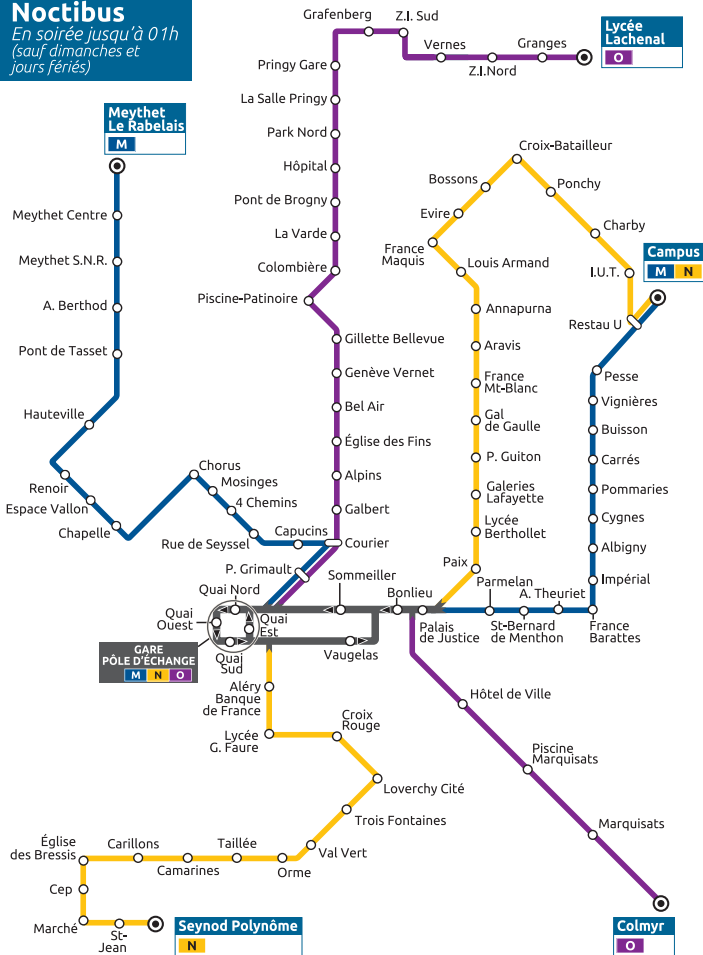 Noctibus
En soirée jusqu'à 01h
(sauf dimanches et
jours fériés)
Grafenberg
Z.I. Sud
Vernes
Z.I.Nord
Granges
Lycée
Lachenal
O
Pringy Gare
La Salle Pringy
Park Nord
Hôpital
Pont de Brogny
La Varde
Colombière
Piscine-Patinoire
Gillette Bellevue
Genève Vernet
Bel Air
Église des Fins
Alpins
Galbert
Courier
Meythet
Le Rabelais
M
Meythet Centre
Meythet S.N.R.
A. Berthod
Pont de Tasset
Hauteville
Renoir
Espace Vallon
Chapelle
Chorus
Mosinges
4 Chemins
Rue de Seyssel
Capucins
P. Grimault
Croix-Batailleur
Bossons
Ponchy
Evire
Charby
France
Maquis
Louis Armand
I.U.T.
Campus
M N
Restau U
Annapurna
Aravis
France
Mt-Blanc
Gal
de Gaulle
P. Guiton
Galeries
Lafayette
Lycée
Berthollet
Paix
Pesse
Vignières
Buisson
Carrés
Pommaries
Cygnes
Albigny
Impérial
France
Barattes
A. Theuriet
St-Bernard
de Menthon
Parmelan
Palais
de Justice
Bonlieu
Sommeiller
Vaugelas
Quai Nord
Quai
Ouest
Quai
Est
Quai
Sud
GARE
PÔLE D'ÉCHANGE
M N O
Aléry
Banque
de France
Lycée
G. Faure
Croix
Rouge
Loverchy Cité
Trois Fontaines
Val Vert
Orme
Taillée
Camarines
Carillons
Église
des Bressis
Cep
Marché
St-
Jean
Seynod Polynôme
N
Hôtel de Ville
Piscine
Marquisats
Marquisats
Colmyr
O